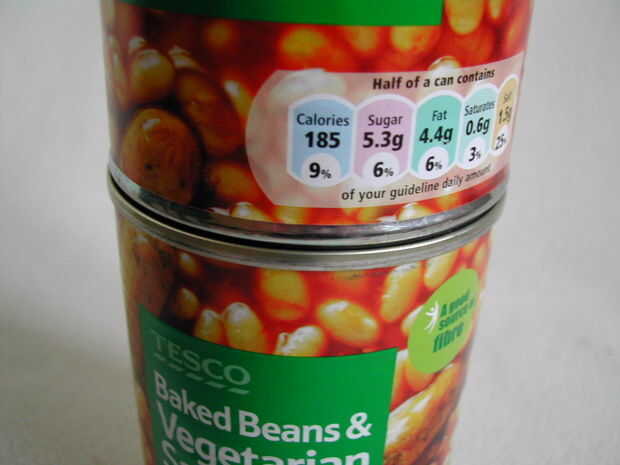 Half of a can contains
Calories Sugar Fat Saturates Salt
185 5.3g 4.4g 0.6g 1.5g
9% 6% 6% 3% 25%
of your guideline daily amount
A good
source of
fibre
TESCO
Baked Beans &
Vegetarian